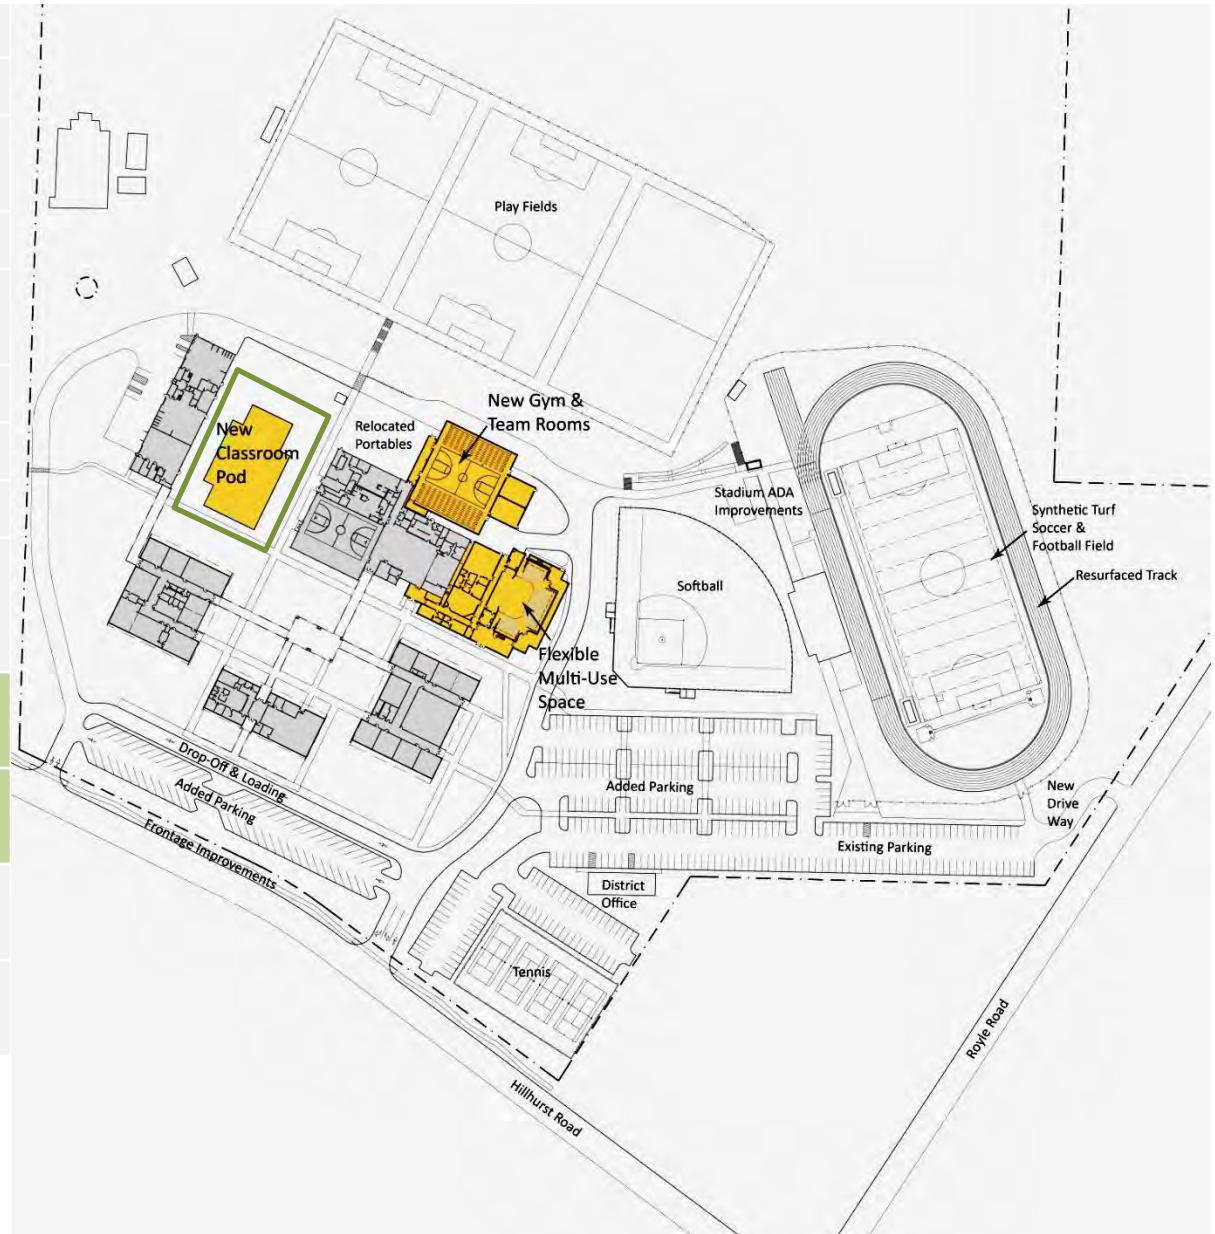 Play Fields
New Gym &
Team Rooms
Relocated
Portables
New
Classroom
Pod
Stadium ADA
Improvements
Synthetic Turf
Soccer &
Football Field
Resurfaced Track
Softball
Flexible
Multi-Use
Space
Drop-Off & Loading
Added Parking
Frontage Improvements
Added Parking
New
Drive
Way
Existing Parking
District
Office
Tennis
Royle Road
Hillhurst Road